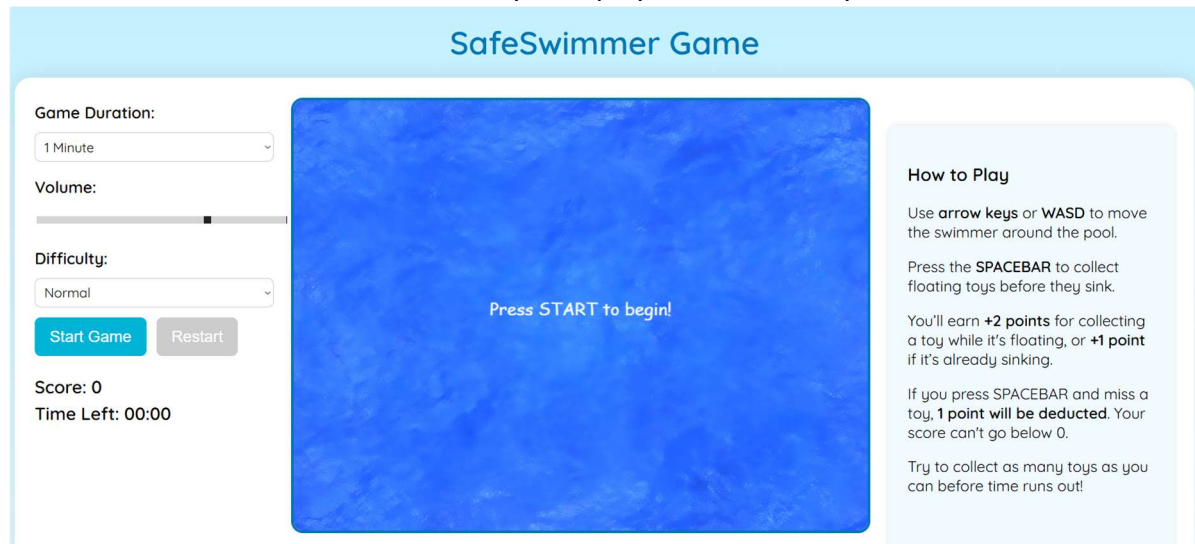 SafeSwimmer Game
Game Duration:
1 Minute
Volume:
Difficulty:
Normal
Start Game
Restart
Score: 0
Time Left: 00:00
Press START to begin!
How to Play
Use arrow keys or WASD to move
the swimmer around the pool.
Press the SPACEBAR to collect
floating toys before they sink.
You'll earn +2 points for collecting
a toy while it's floating, or +1 point
if it's already sinking.
If you press SPACEBAR and miss a
toy, 1 point will be deducted. Your
score can't go below 0.
Try to collect as many toys as you
can before time runs out!